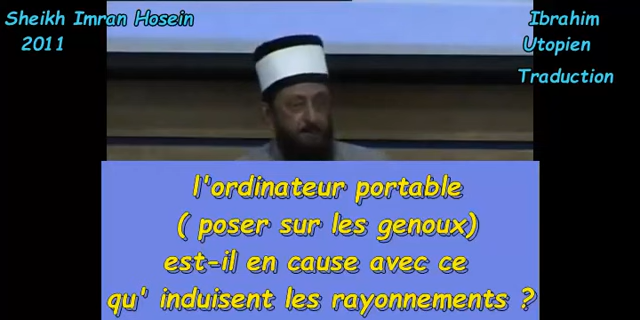 Sheikh Imran Hosein
2011
Ibrahim
Utopien
Traduction
l'ordinateur portable
( poser sur les genoux)
est-il en cause avec ce
qu' induisent les rayonnements ?